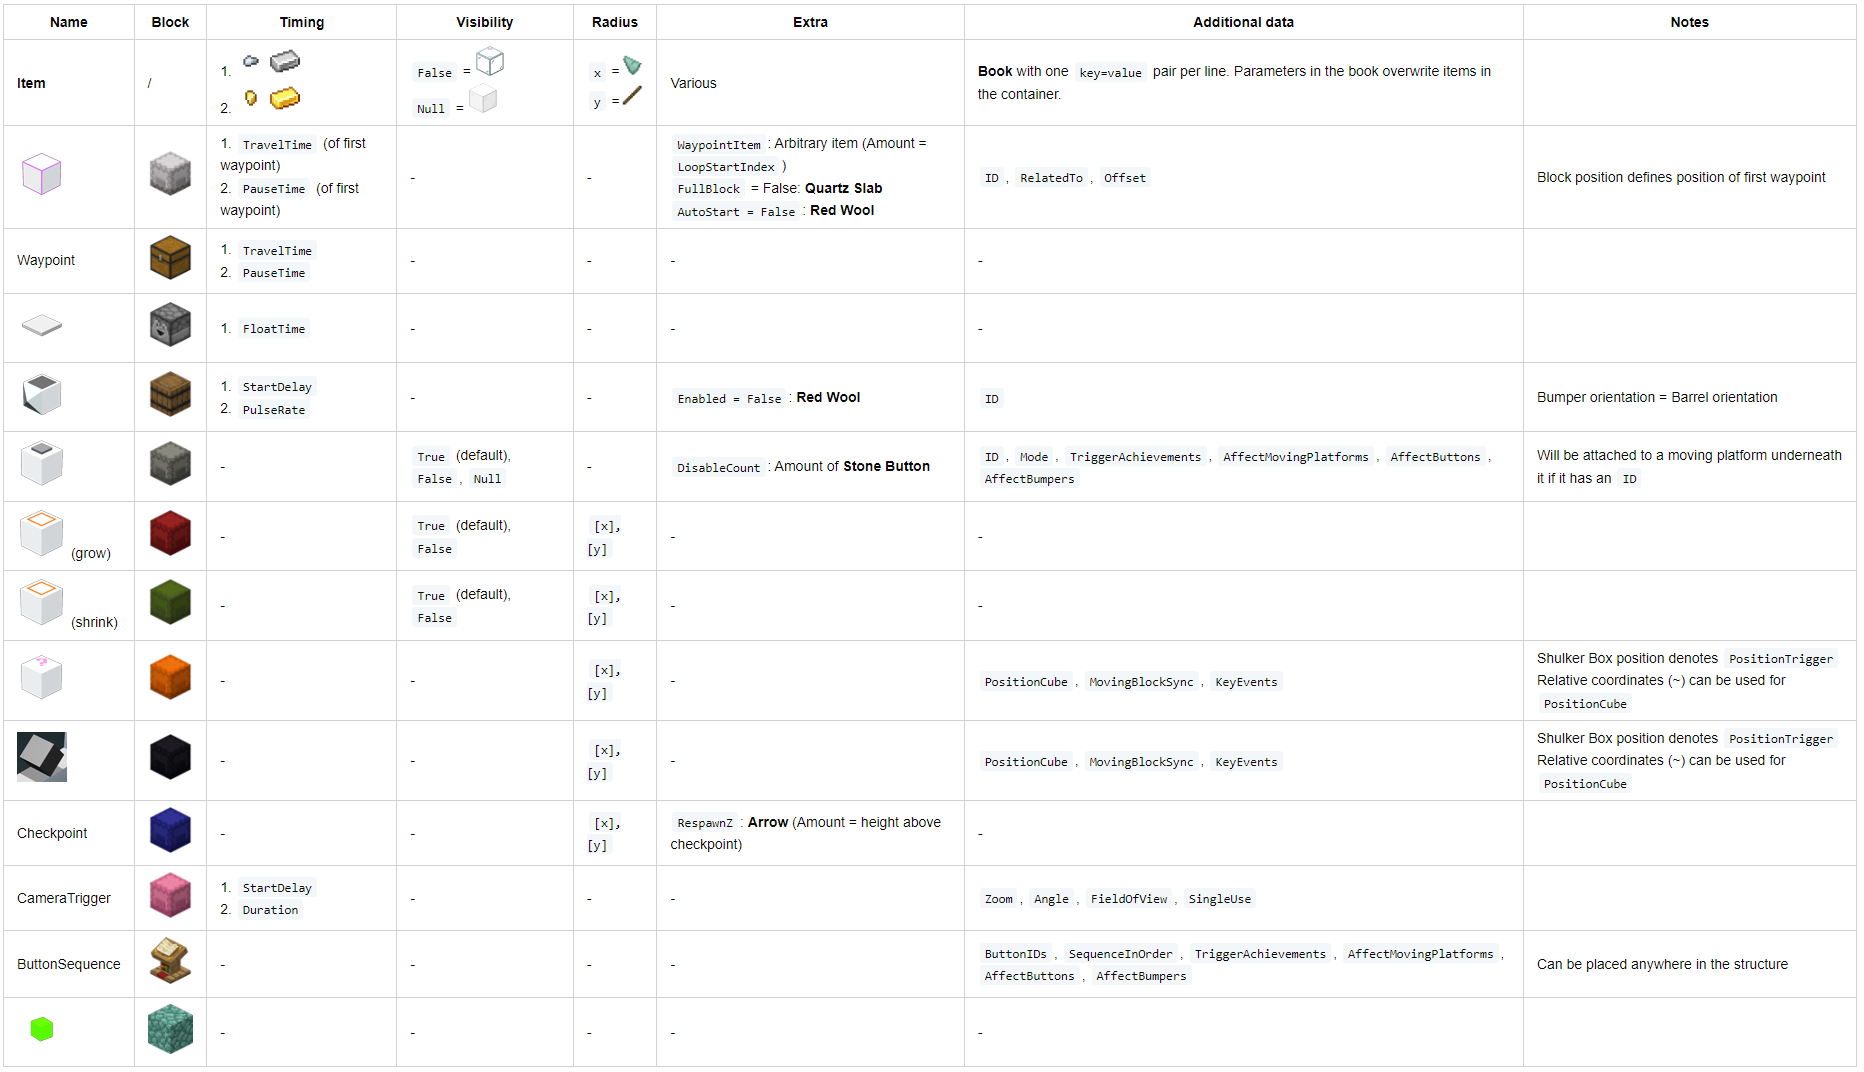 Name Block Timing Visibility Radius Extra Additional data Notes
Item
/
1.
2.
False =
Null =
x =
y =
Various
Book with one key=value pair per line. Parameters in the book overwrite items in
the container.
1. TravelTime (of first
waypoint)
2. PauseTime (of first
waypoint)
-
-
WaypointItem : Arbitrary item (Amount =
LoopStartIndex )
FullBlock = False: Quartz Slab
AutoStart = False : Red Wool
ID , RelatedTo , Offset
Block position defines position of first waypoint
Waypoint
1. TravelTime
2. PauseTime
-
-
-
-
1. FloatTime
-
-
-
-
1. StartDelay
2. PulseRate
-
-
Enabled = False : Red Wool
ID
Bumper orientation = Barrel orientation
-
True (default),
False , Null
-
DisableCount : Amount of Stone Button
ID , Mode , TriggerAchievements , AffectMovingPlatforms , AffectButtons ,
AffectBumpers
Will be attached to a moving platform underneath
it if it has an ID
(grow)
-
True (default),
False
[x],
[y]
-
-
(shrink)
-
True (default),
False
[x],
[y]
-
-
?
-
-
[x],
[y]
-
PositionCube , MovingBlockSync , KeyEvents
Shulker Box position denotes PositionTrigger
Relative coordinates (~) can be used for
PositionCube
-
-
[x],
[y]
-
PositionCube , MovingBlockSync , KeyEvents
Shulker Box position denotes PositionTrigger
Relative coordinates (~) can be used for
PositionCube
Checkpoint
-
-
[x],
[y]
RespawnZ : Arrow (Amount = height above
checkpoint)
-
CameraTrigger
1. StartDelay
2. Duration
-
-
-
Zoom , Angle , FieldOfView , SingleUse
ButtonSequence
-
-
-
-
ButtonIDs , SequenceInOrder , TriggerAchievements , AffectMovingPlatforms ,
AffectButtons , AffectBumpers
Can be placed anywhere in the structure
-
-
-
-
-